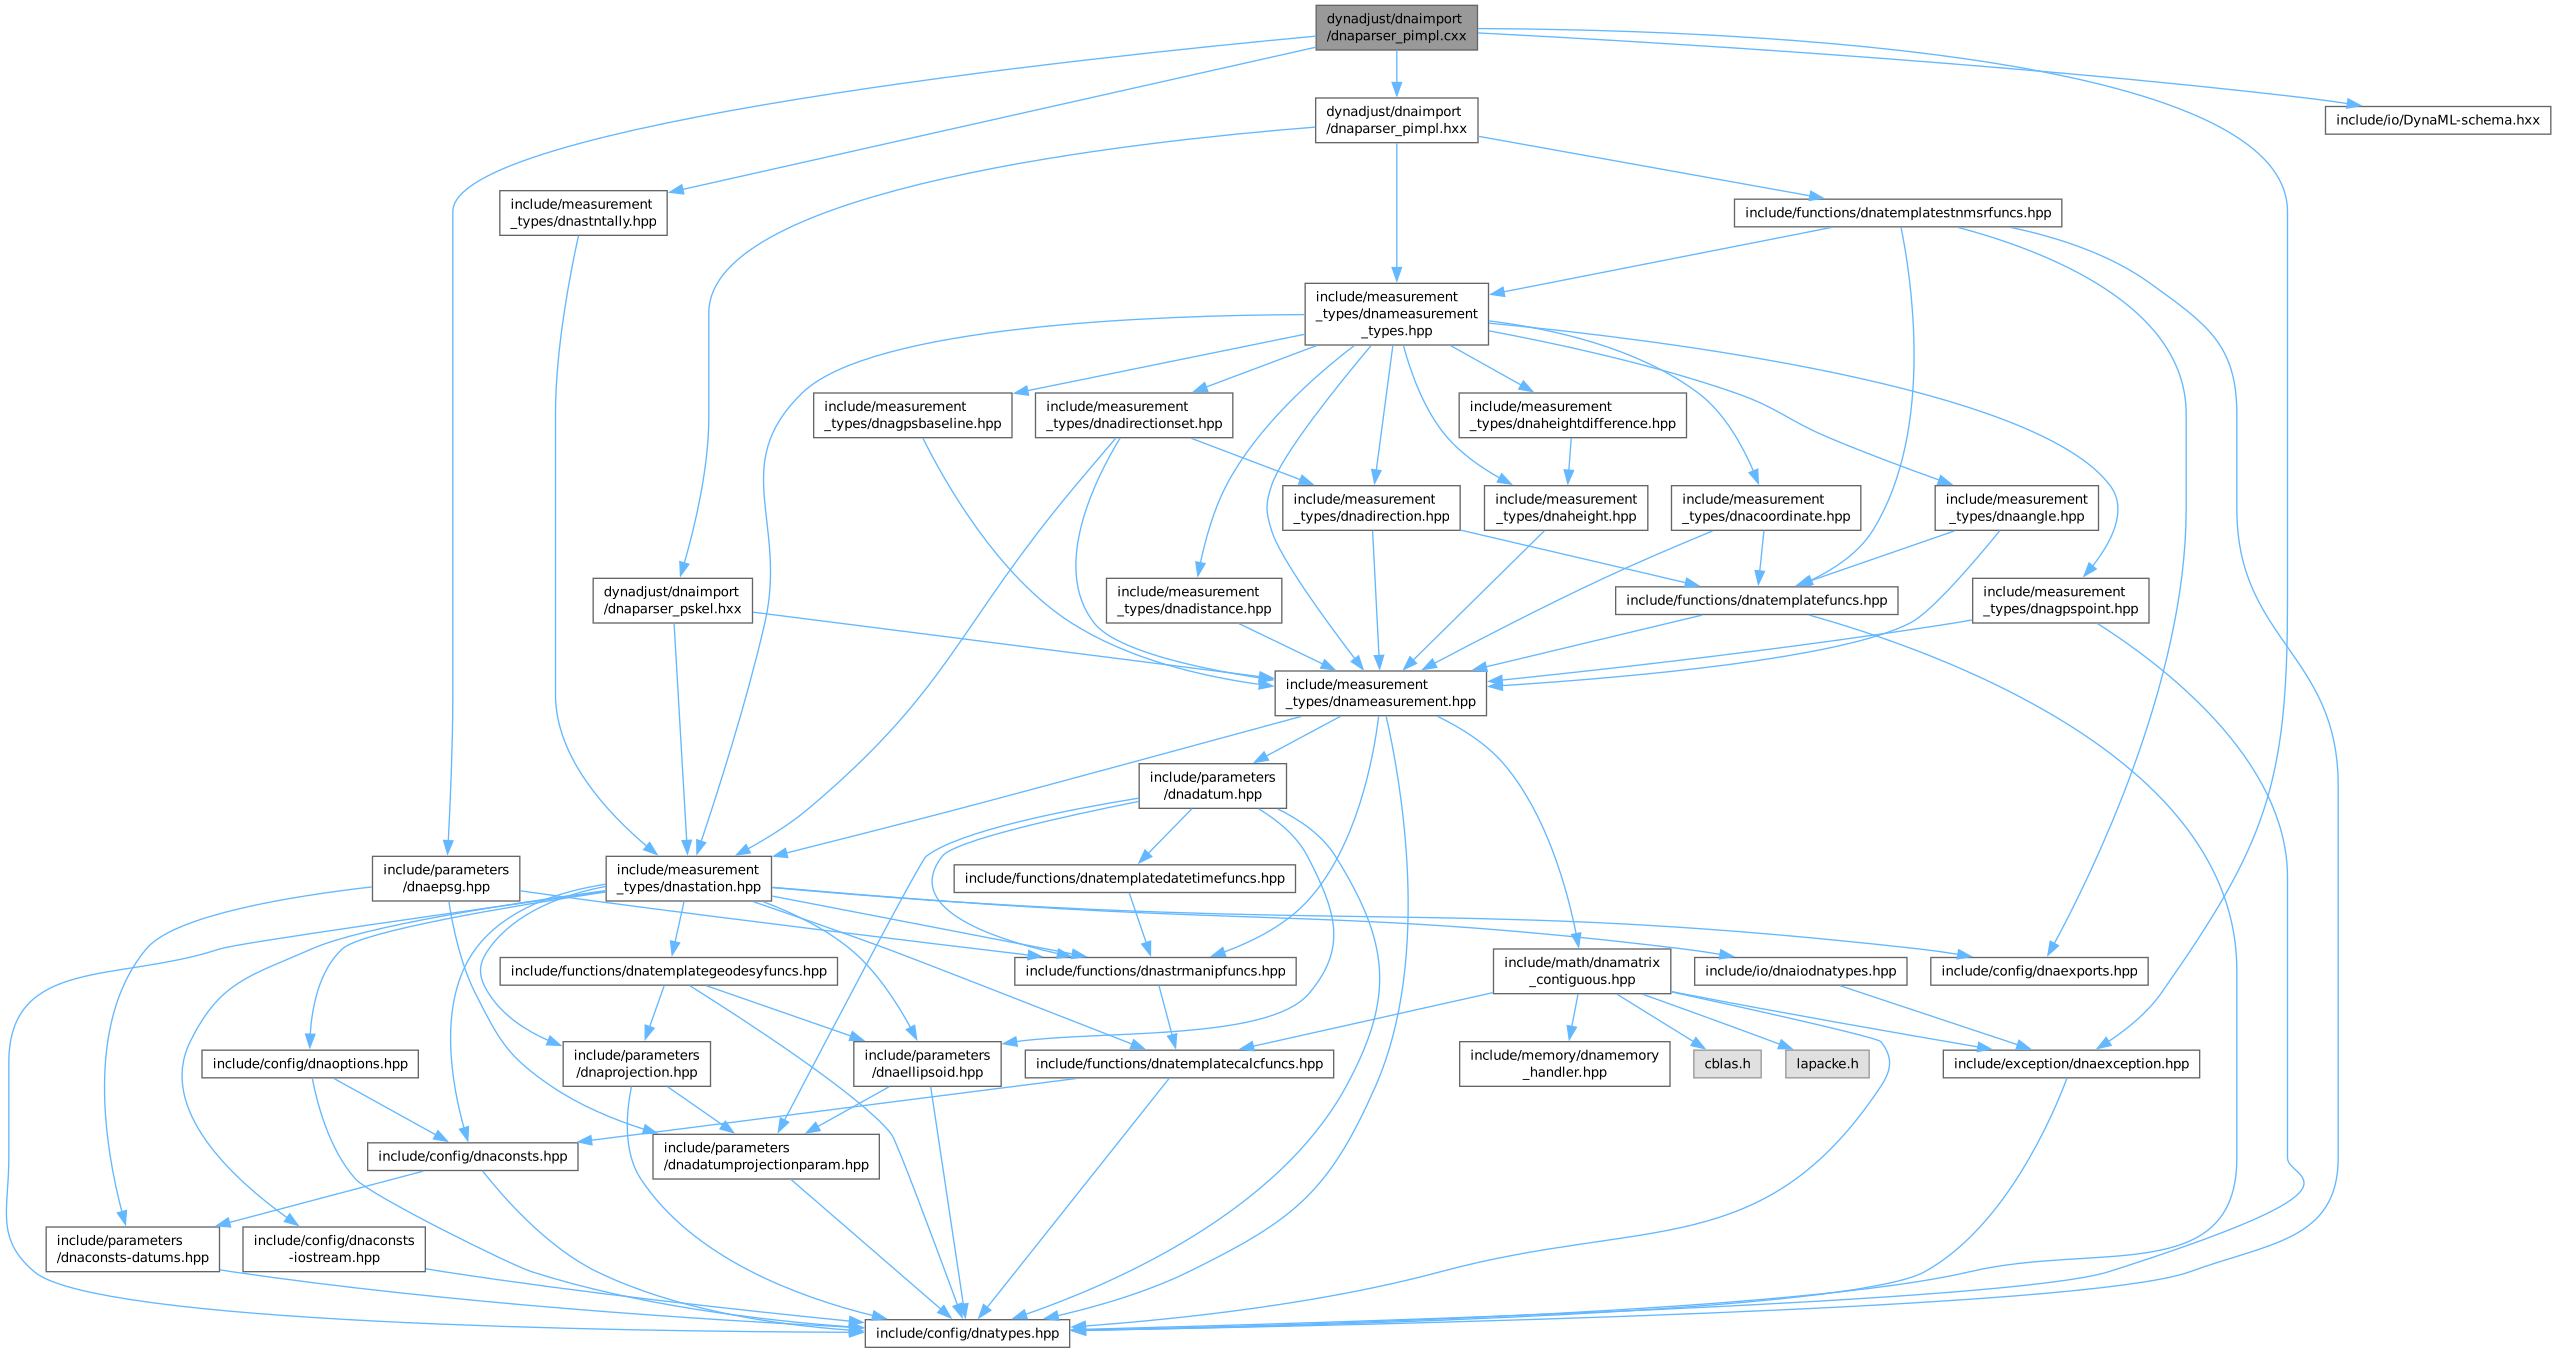 dynadjust/dnaimport
/dnaparser_pimpl.cxx
dynadjust/dnaimport
/dnaparser_pimpl.hxx
include/io/DynaML-schema.hxx
include/measurement
_types/dnastntally.hpp
include/functions/dnatemplatestnmsrfuncs.hpp
include/measurement
_types/dnameasurement
_types.hpp
include/measurement
_types/dnagpsbaseline.hpp
include/measurement
_types/dnadirectionset.hpp
include/measurement
_types/dnaheightdifference.hpp
include/measurement
_types/dnadirection.hpp
include/measurement
_types/dnaheight.hpp
include/measurement
_types/dnacoordinate.hpp
include/measurement
_types/dnaangle.hpp
dynadjust/dnaimport
/dnaparser_pskel.hxx
include/measurement
_types/dnadistance.hpp
include/functions/dnatemplatefuncs.hpp
include/measurement
_types/dnagpspoint.hpp
include/measurement
_types/dnameasurement.hpp
include/parameters
/dnadatum.hpp
include/parameters
/dnaepsg.hpp
include/measurement
_types/dnastation.hpp
include/functions/dnatemplatedatetimefuncs.hpp
include/functions/dnatemplategeodesyfuncs.hpp
include/functions/dnastrmanipfuncs.hpp
include/math/dnamatrix
_contiguous.hpp
include/io/dnaiodnatypes.hpp
include/config/dnaexports.hpp
include/config/dnaoptions.hpp
include/parameters
/dnaprojection.hpp
include/parameters
/dnaellipsoid.hpp
include/functions/dnatemplatecalcfuncs.hpp
include/memory/dnamemory
_handler.hpp
cblas.h
lapacke.h
include/exception/dnaexception.hpp
include/config/dnaconsts.hpp
include/parameters
/dnadatumprojectionparam.hpp
include/parameters
/dnaconsts-datums.hpp
include/config/dnaconsts
-iostream.hpp
include/config/dnatypes.hpp